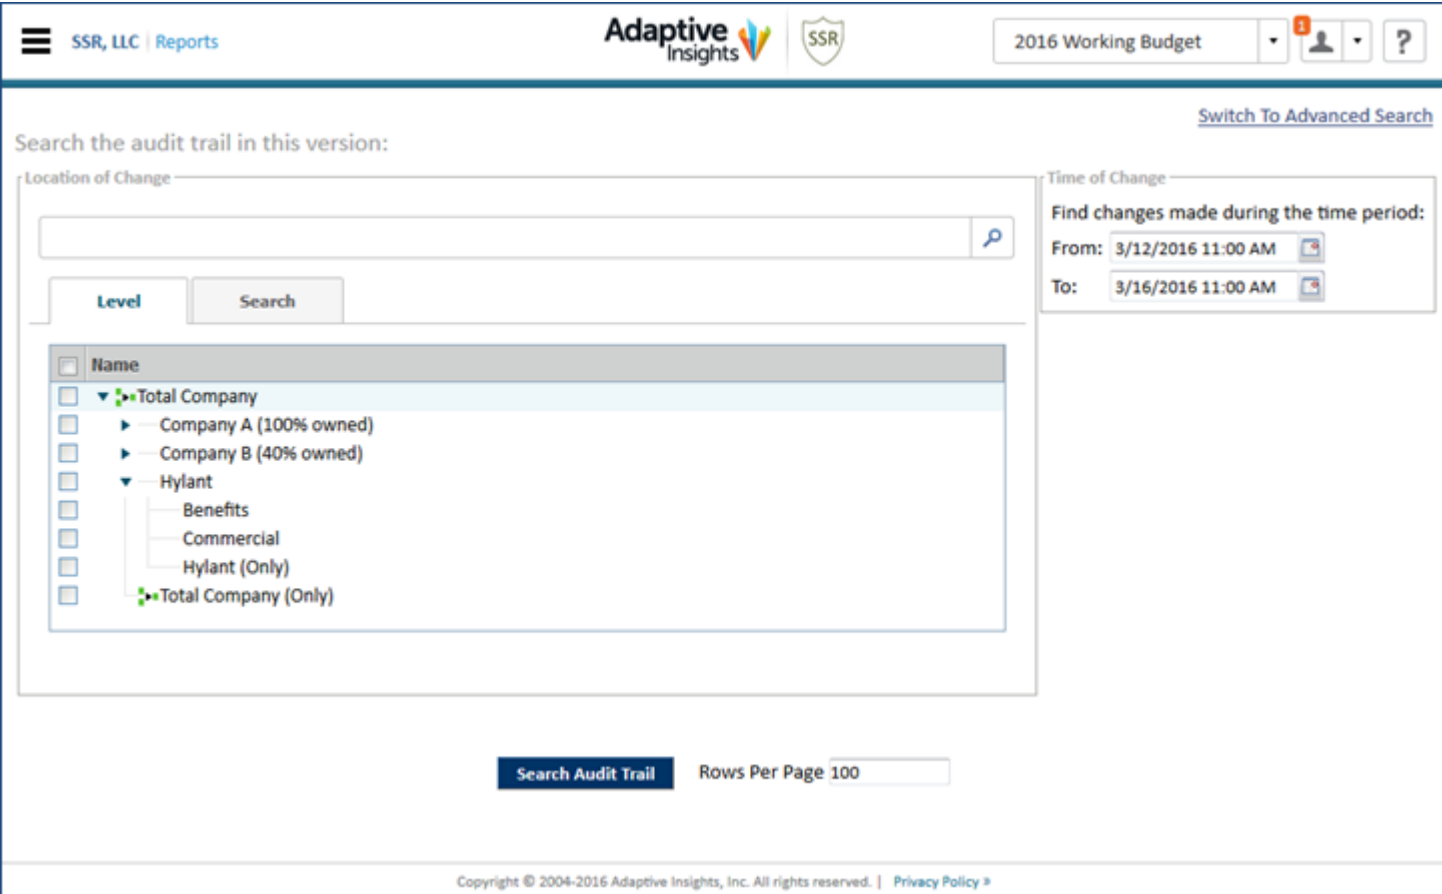 SSR, LLC Reports
Adaptive
Insights
SSR
2016 Working Budget
1
?
Switch To Advanced Search
Search the audit trail in this version:
Location of Change
Time of Change
Find changes made during the time period:
From: 3/12/2016 11:00 AM
To: 3/16/2016 11:00 AM
Level Search
Name
Total Company
Company A (100% owned)
Company B (40% owned)
Hylant
Benefits
Commercial
Hylant (Only)
Total Company (Only)
Search Audit Trail Rows Per Page 100
Copyright © 2004-2016 Adaptive Insights, Inc. All rights reserved. | Privacy Policy »